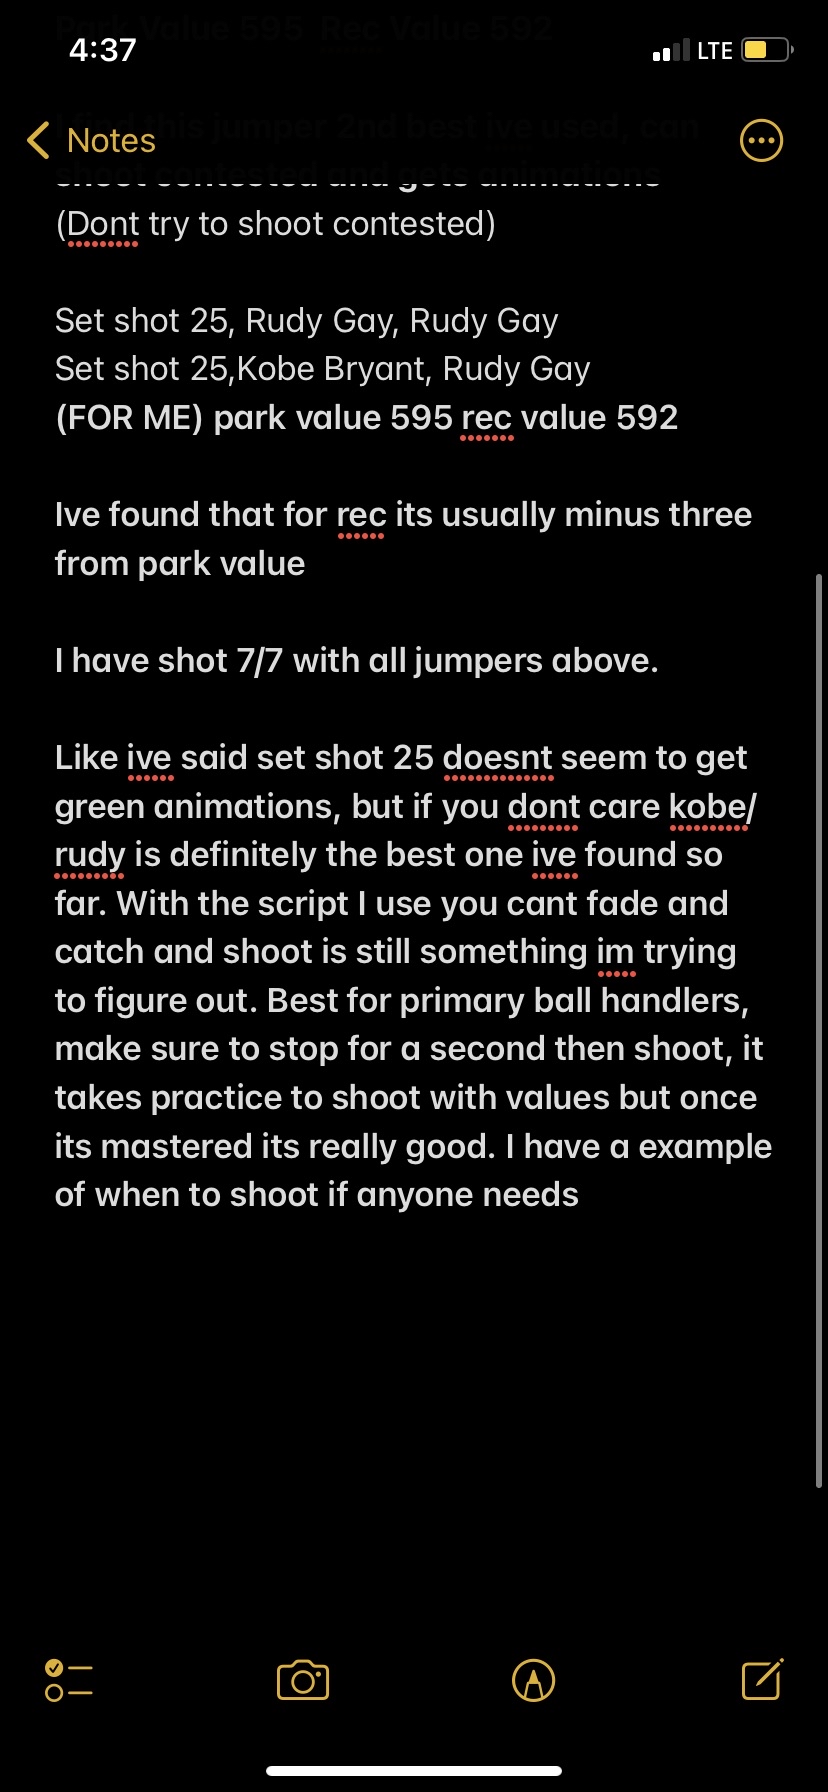 Park Value 595 Rec Value 592
4:37
LTE
I find this jumper 2nd best ive used, can
Notes
shoot contested and gets animations
(Dont try to shoot contested)
Set shot 25, Rudy Gay, Rudy Gay
Set shot 25,Kobe Bryant, Rudy Gay
(FOR ME) park value 595 rec value 592
Ive found that for rec its usually minus three
from park value
I have shot 7/7 with all jumpers above.
Like ive said set shot 25 doesnt seem to get
green animations, but if you dont care kobe/
rudy is definitely the best one ive found so
far. With the script I use you cant fade and
catch and shoot is still something im trying
to figure out. Best for primary ball handlers,
make sure to stop for a second then shoot, it
takes practice to shoot with values but once
its mastered its really good. I have a example
of when to shoot if anyone needs